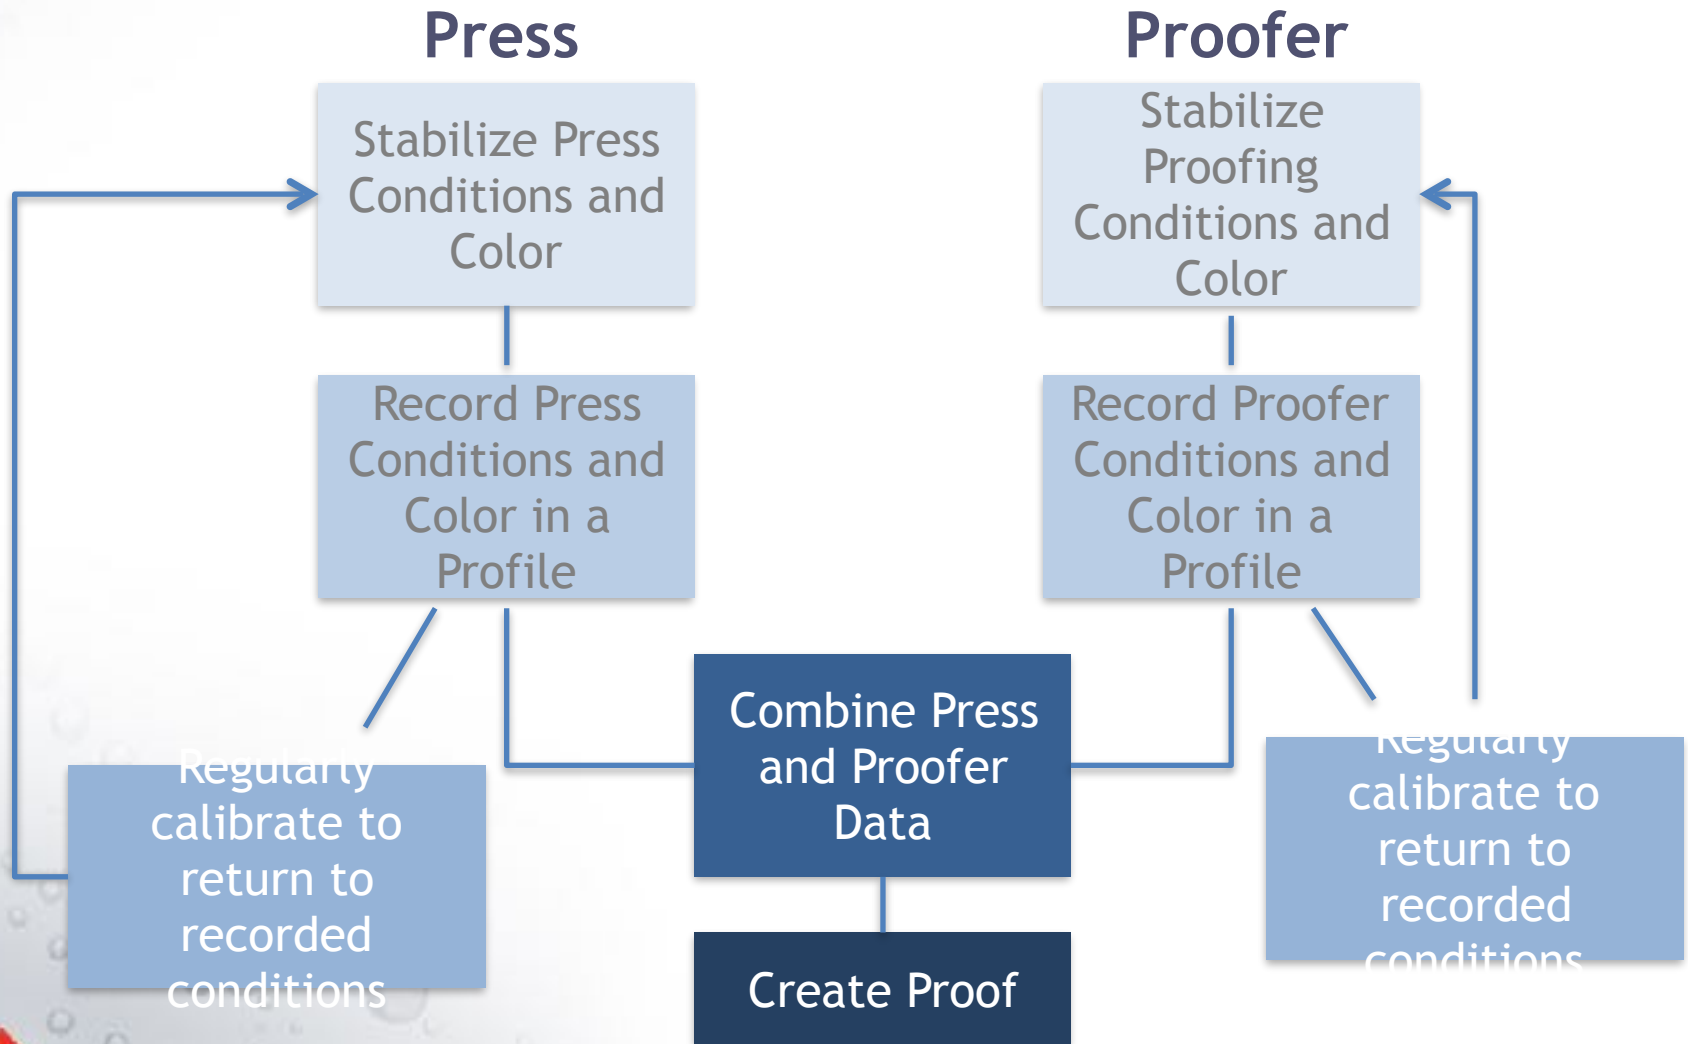 Press
Stabilize Press
Conditions and
Color
Record Press
Conditions and
Color in a
Profile
Regularly
calibrate to
return to
recorded
conditions
Proofer
Stabilize
Proofing
Conditions and
Color
Record Proofer
Conditions and
Color in a
Profile
Regularly
calibrate to
return to
recorded
conditions
Combine Press
and Proofer
Data
Create Proof